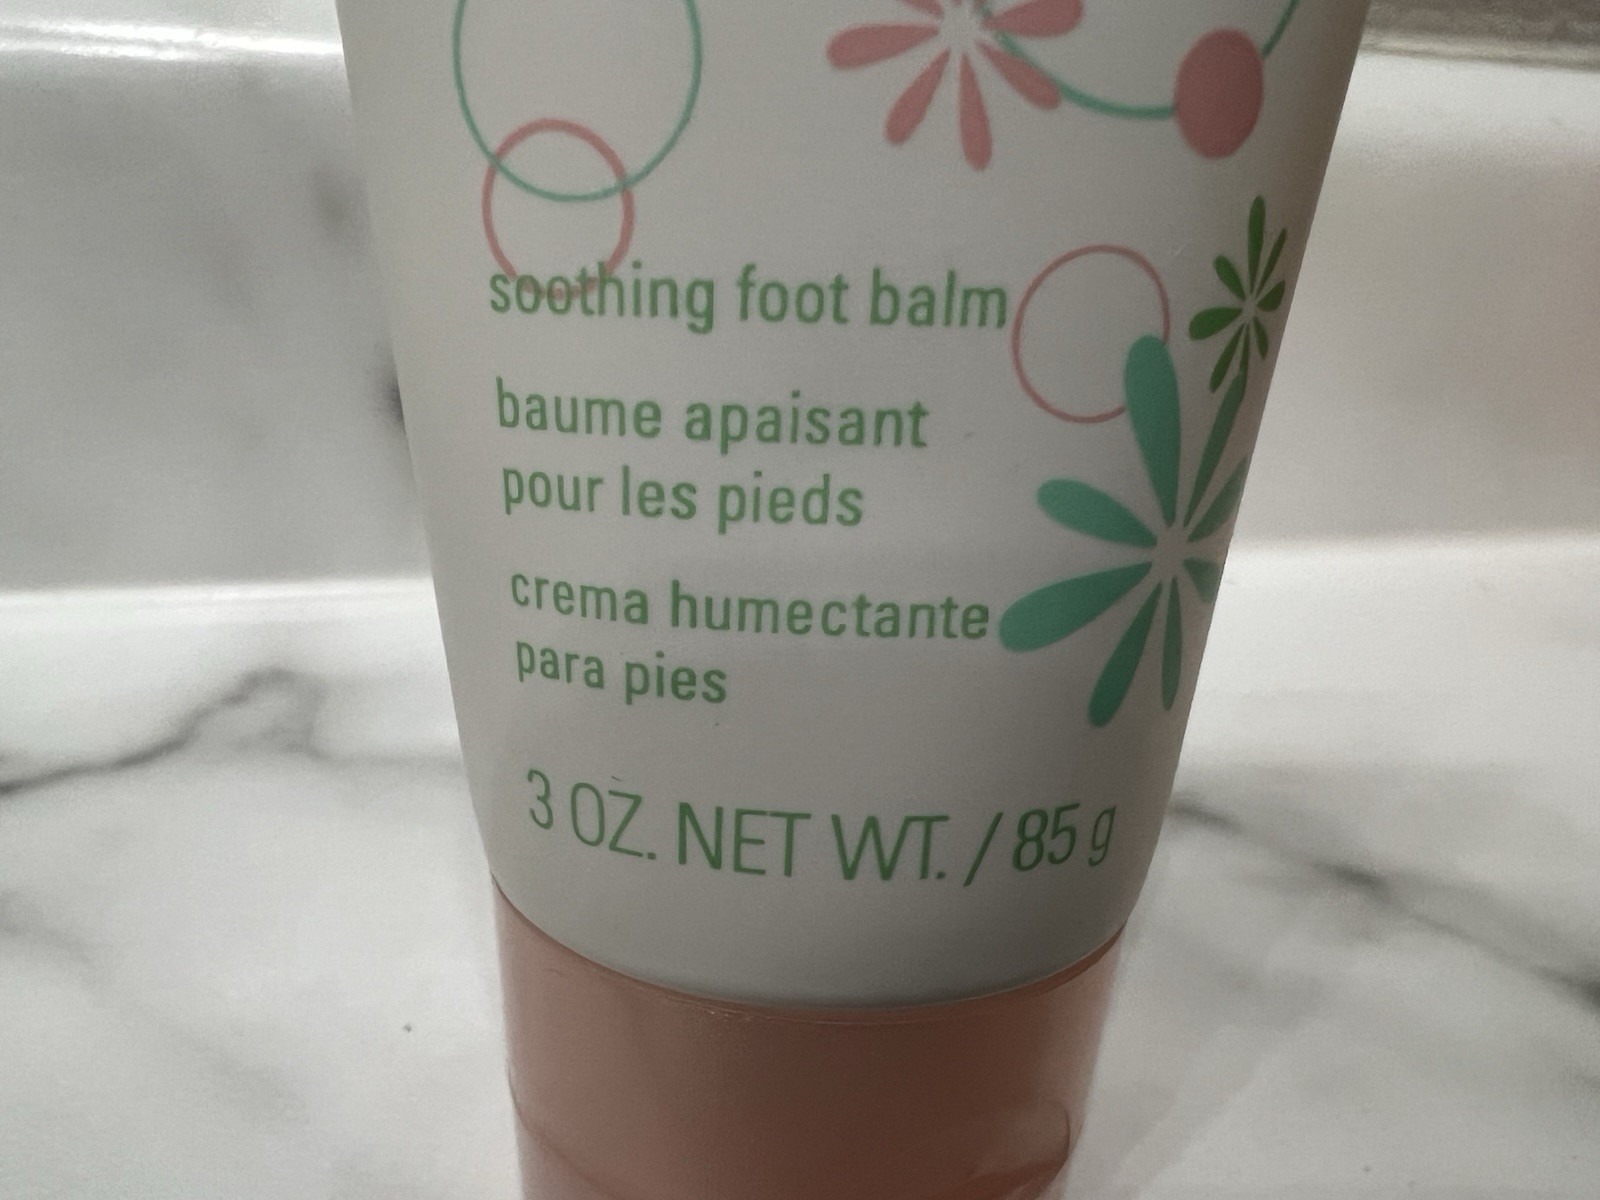 soothing foot balm
baume apaisant
pour les pieds
crema humectante
para pies
3 OZ. NET WT. / 85 g